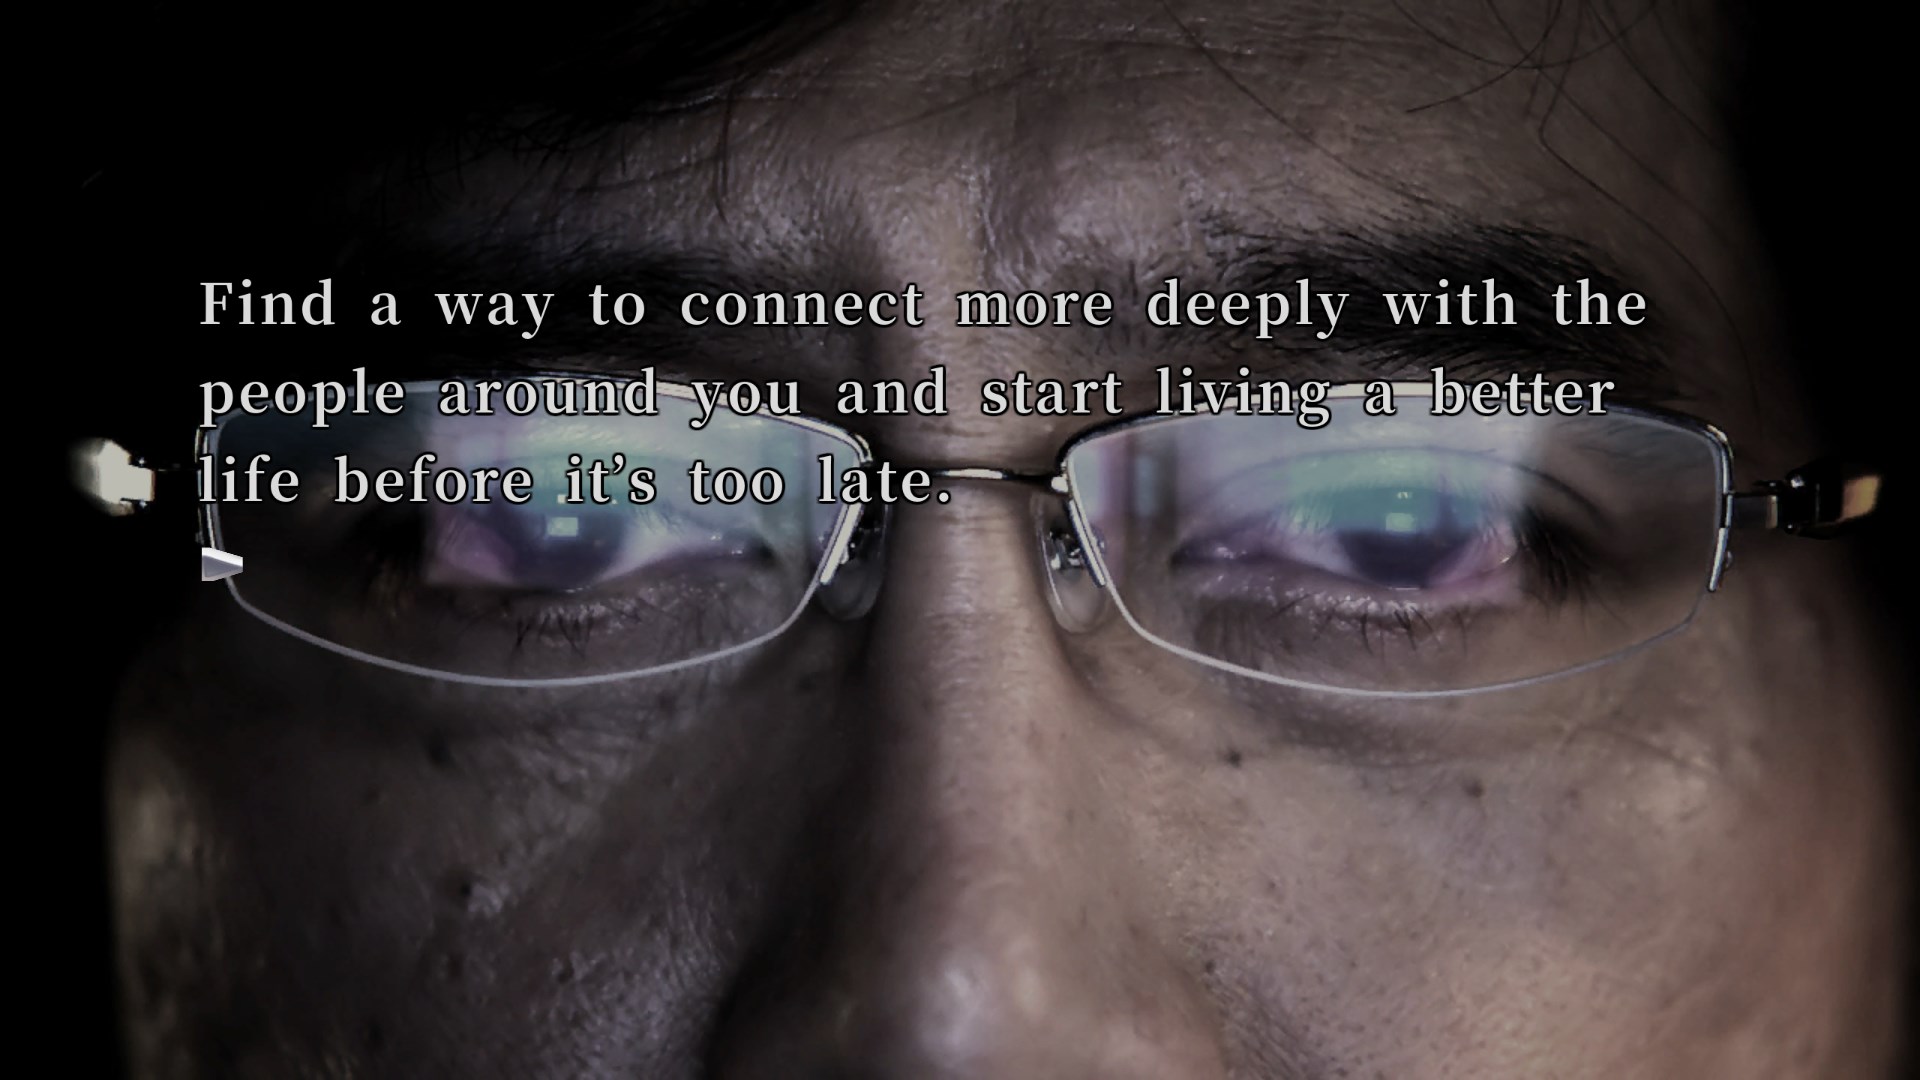 Find a way to connect more deeply with the
people around you and start living a better
life before it’s too late.